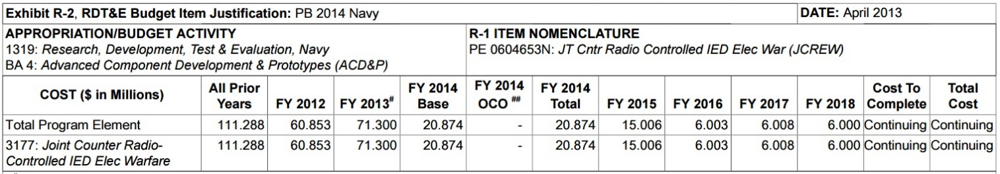 Exhibit R-2, RDT&E Budget Item Justification: PB 2014 Navy DATE: April 2013
APPROPRIATION/BUDGET ACTIVITY
1319: Research, Development, Test & Evaluation, Navy
BA 4: Advanced Component Development & Prototypes (ACD&P)
R-1 ITEM NOMENCLATURE
PE 0604653N: JT Cntr Radio Controlled IED Elec War (JCREW)
COST ($ in Millions) All Prior Years FY 2012 FY 2013# FY 2014 Base FY 2014 OCO ## FY 2014 Total FY 2015 FY 2016 FY 2017 FY 2018 Cost To Complete Total Cost
Total Program Element 111.288 60.853 71.300 20.874 - 20.874 15.006 6.003 6.008 6.000 Continuing Continuing
3177: Joint Counter Radio- 111.288 60.853 71.300 20.874 - 20.874 15.006 6.003 6.008 6.000 Continuing Continuing
Controlled IED Elec Warfare